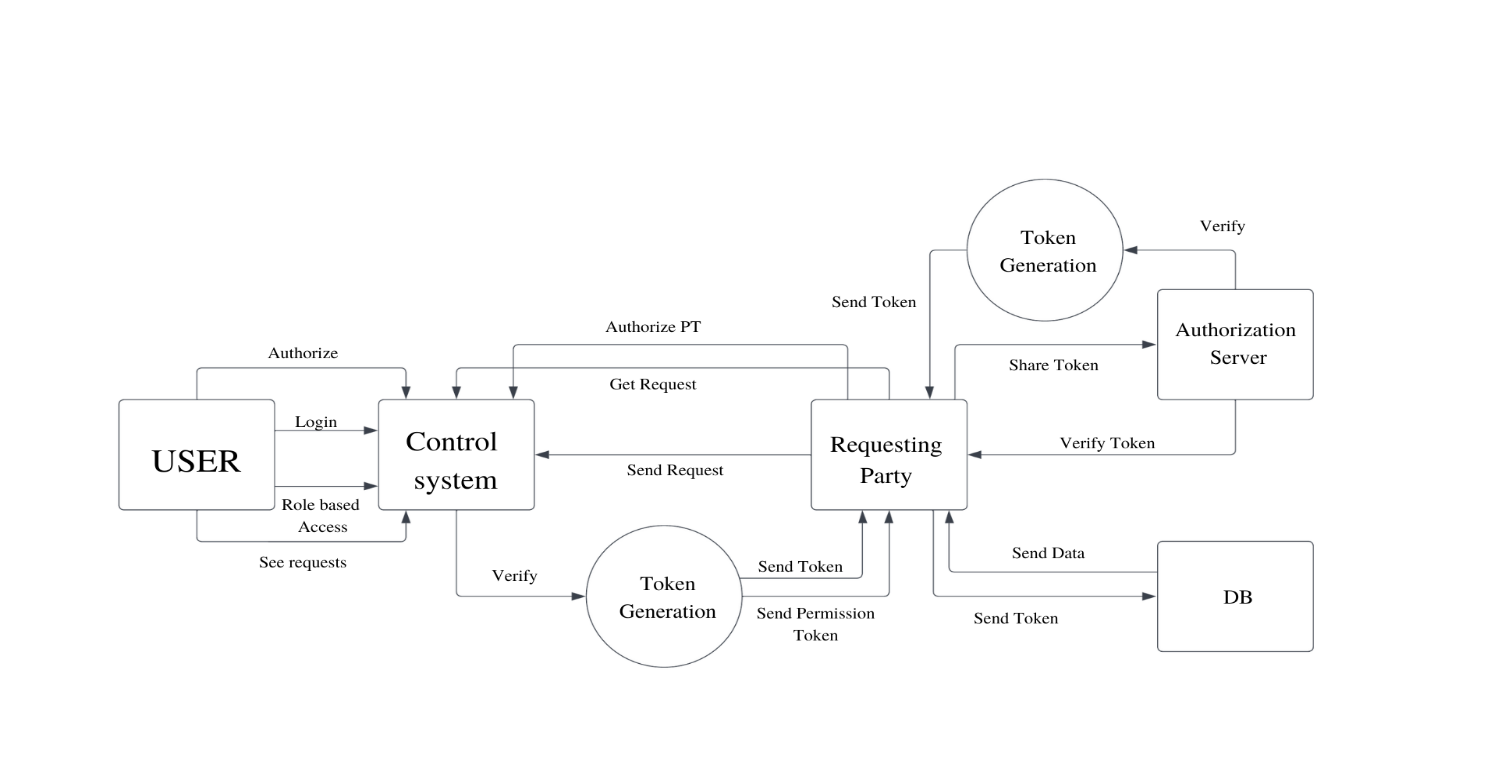 Verify
Token
Generation
Send Token
Authorization
Server
Authorize PT
Authorize
Share Token
Get Request
Login
USER
Control
system
Requesting
Party
Verify Token
Send Request
Role based
Access
See requests
Send Data
Verify
Token
Generation
Send Token
Send Permission
Token
Send Token
DB